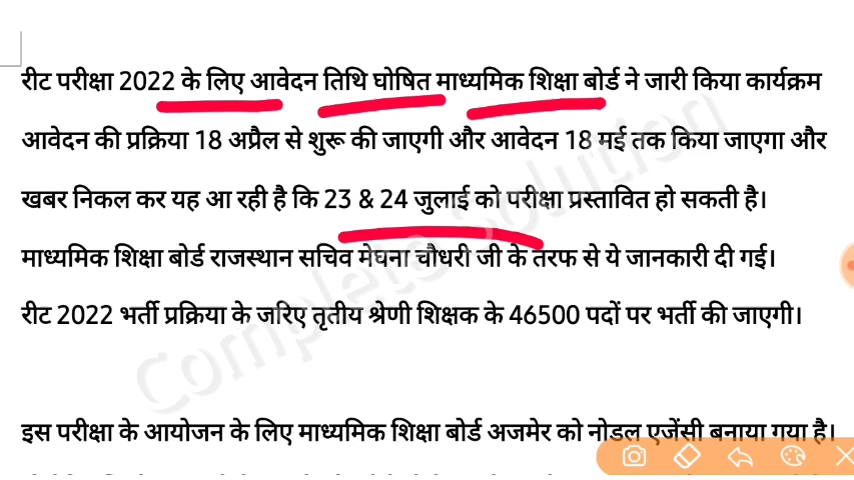 रीट परीक्षा 2022 के लिए आवेदन तिथि घोषित माध्यमिक शिक्षा बोर्ड ने जारी किया कार्यक्रम
आवेदन की प्रक्रिया 18 अप्रैल से शुरू की जाएगी और आवेदन 18 मई तक किया जाएगा और
खबर निकल कर यह आ रही है कि 23 & 24 जुलाई को परीक्षा प्रस्तावित हो सकती है।
माध्यमिक शिक्षा बोर्ड राजस्थान सचिव मेघना चौधरी जी के तरफ से ये जानकारी दी गई।
रीट 2022 भर्ती प्रक्रिया के जरिए तृतीय श्रेणी शिक्षक के 46500 पदों पर भर्ती की जाएगी।
इस परीक्षा के आयोजन के लिए माध्यमिक शिक्षा बोर्ड अजमेर को नोडल एजेंसी बनाया गया है।
Complete Solution